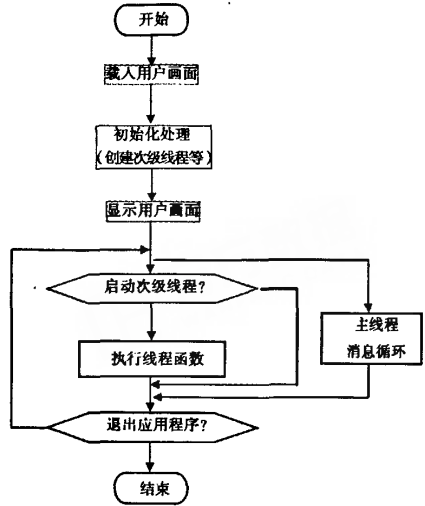 开始
载入用户画面
初始化处理
(创建次级线程等)
显示用户画面
启动次级线程?
主线程
消息循环
执行线程函数
退出应用程序?
结束